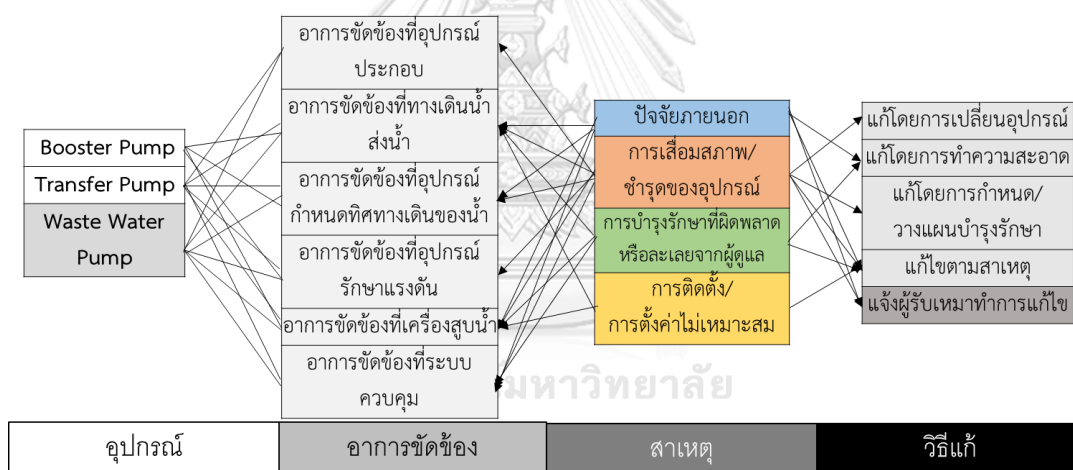 อาการขัดข้องที่อุปกรณ์
ประกอบ
อาการขัดข้องที่ทางเดินน้ำ
ส่งน้ำ
อาการขัดข้องที่อุปกรณ์
กำหนดทิศทางเดินของน้ำ
อาการขัดข้องที่อุปกรณ์
รักษาแรงดัน
อาการขัดข้องที่เครื่องสูบน้ำ
อาการขัดข้องที่ระบบ
ควบคุม
Booster Pump
Transfer Pump
Waste Water
Pump
ปัจจัยภายนอก
การเสื่อมสภาพ/
ชำรุดของอุปกรณ์
การบำรุงรักษาที่ผิดพลาด
หรือละเลยจากผู้ดูแล
การติดตั้ง/
การตั้งค่าไม่เหมาะสม
แก้โดยการเปลี่ยนอุปกรณ์
แก้โดยการทำความสะอาด
แก้โดยการกำหนด/
วางแผนบำรุงรักษา
แก้ไขตามสาเหตุ
แจ้งผู้รับเหมาทำการแก้ไข
มหาวิทยาลัย
อุปกรณ์
อาการขัดข้อง
สาเหตุ
วิธีแก้